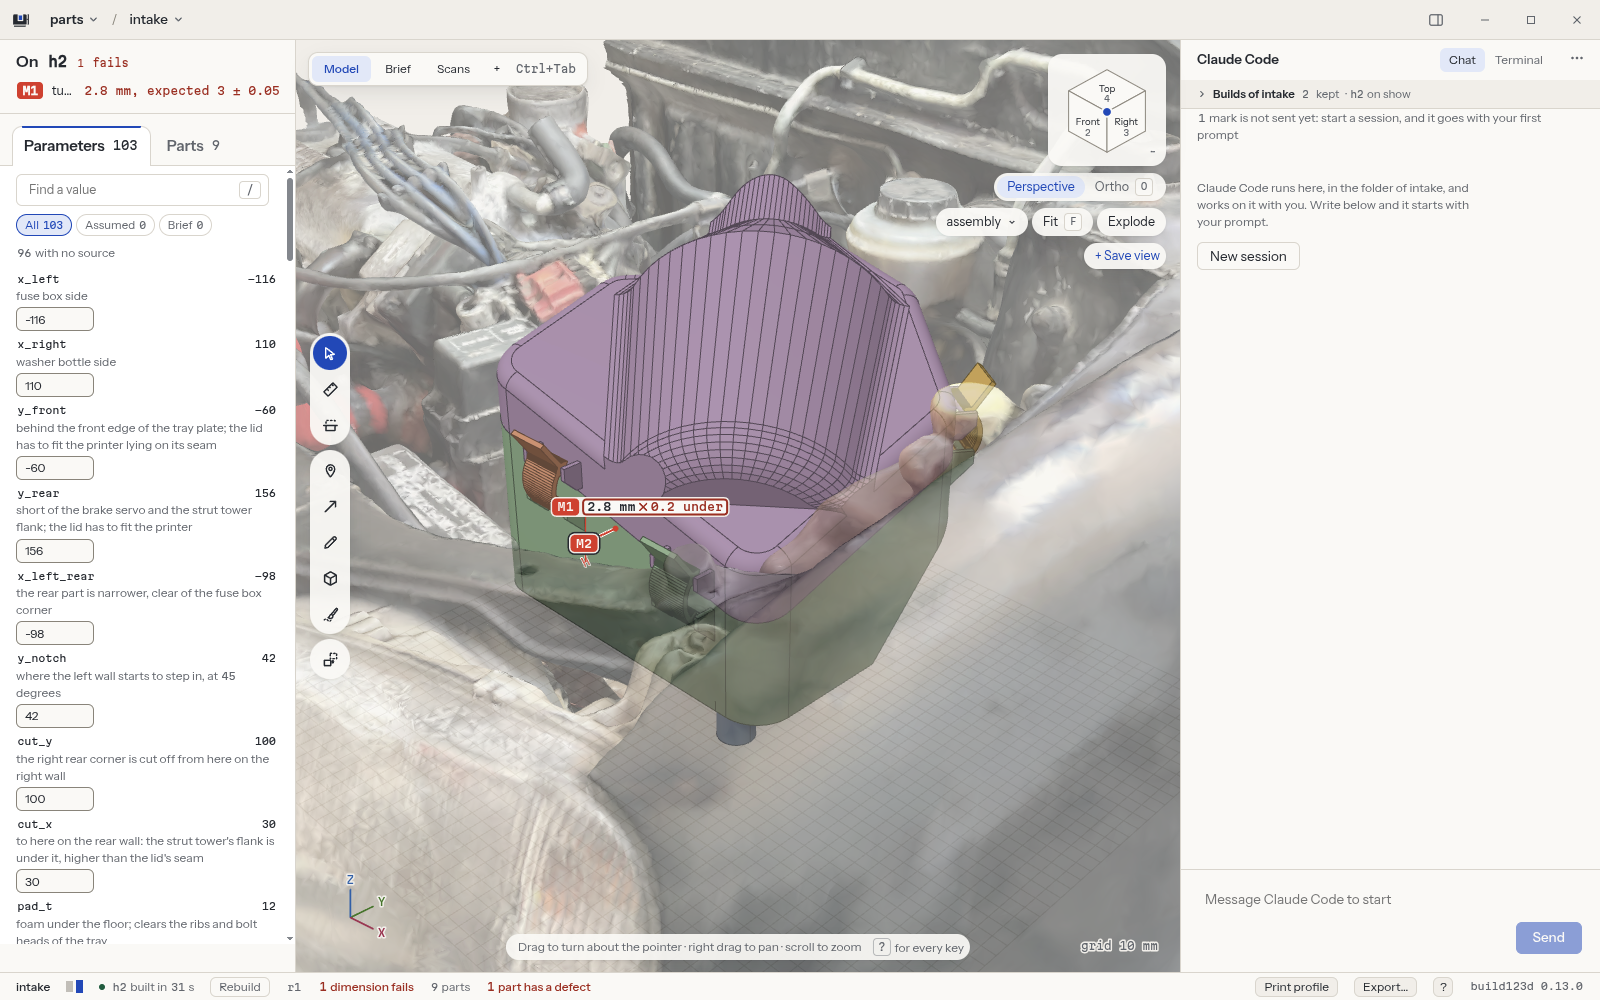 parts / intake
On h2 1 fails
M1 tu... 2.8 mm, expected 3 ± 0.05
Parameters 103 Parts 9
Find a value /
All 103 Assumed 0 Brief 0
96 with no source
x_left −116
fuse box side
-116
x_right 110
washer bottle side
110
y_front −60
behind the front edge of the tray plate; the lid
has to fit the printer lying on its seam
-60
y_rear 156
short of the brake servo and the strut tower
flank; the lid has to fit the printer
156
x_left_rear −98
the rear part is narrower, clear of the fuse box
corner
-98
y_notch 42
where the left wall starts to step in, at 45
degrees
42
cut_y 100
the right rear corner is cut off from here on the
right wall
100
cut_x 30
to here on the rear wall: the strut tower's flank is
under it, higher than the lid's seam
30
pad_t 12
foam under the floor; clears the ribs and bolt
heads of the tray
Model Brief Scans + Ctrl+Tab
Top
4
Front
2
Right
3
Perspective Ortho O
assembly Fit F Explode
+ Save view
M1 2.8 mm × 0.2 under
M2
Z
Y
X
Drag to turn about the pointer · right drag to pan · scroll to zoom ? for every key
grid 10 mm
Claude Code Chat Terminal ...
Builds of intake 2 kept · h2 on show
1 mark is not sent yet: start a session, and it goes with your first
prompt
Claude Code runs here, in the folder of intake, and
works on it with you. Write below and it starts with
your prompt.
New session
Message Claude Code to start
Send
intake h2 built in 31 s Rebuild r1 1 dimension fails 9 parts 1 part has a defect Print profile Export... ? build123d 0.13.0